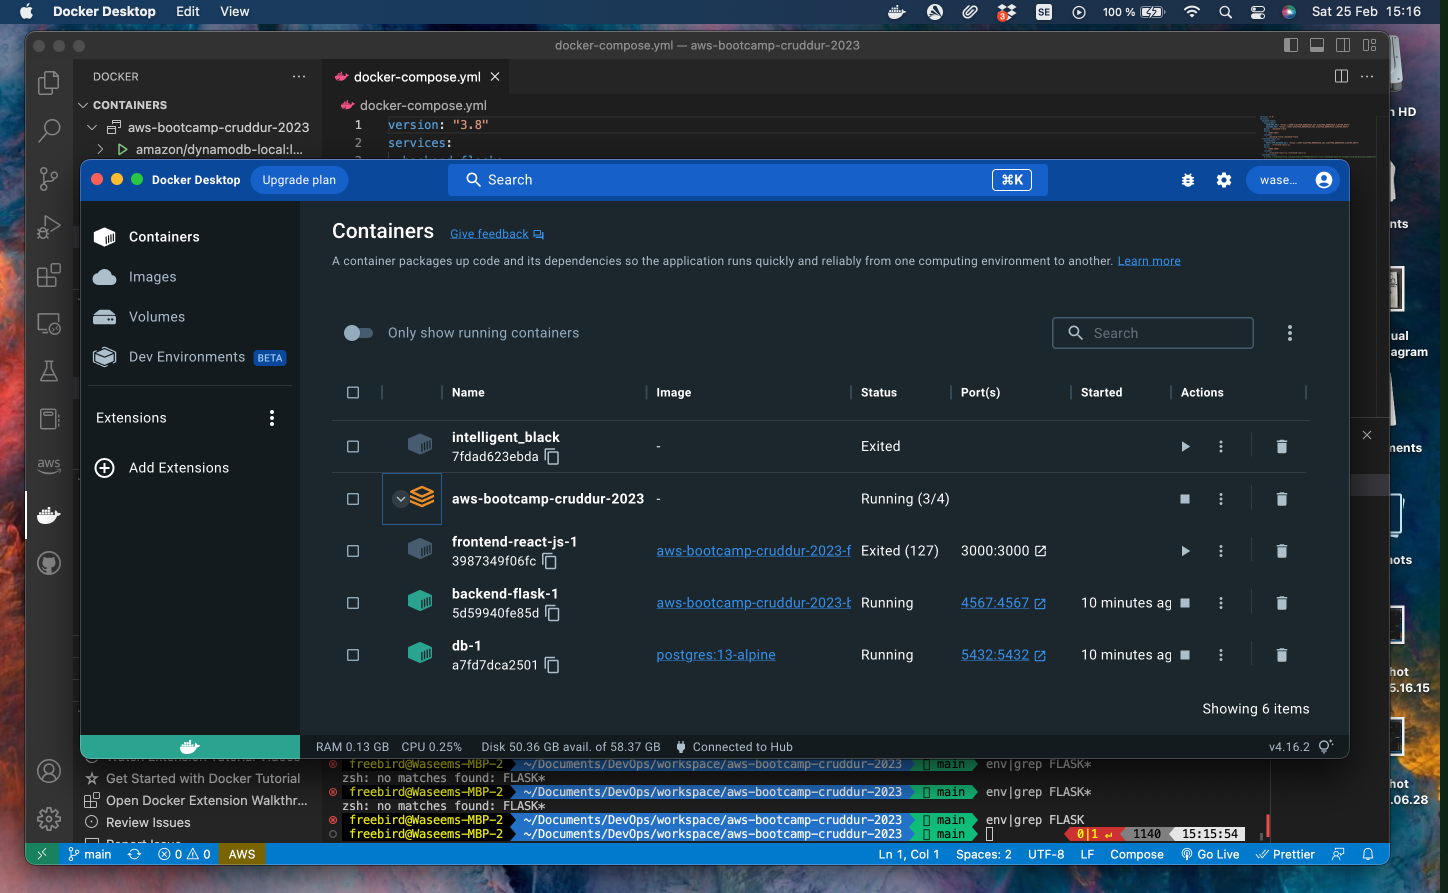 Docker Desktop Edit View
3 SE 100 % Sat 25 Feb 15:16
docker-compose.yml — aws-bootcamp-cruddur-2023
DOCKER
docker-compose.yml
CONTAINERS
docker-compose.yml
aws-bootcamp-cruddur-2023
1 version: "3.8"
amazon/dynamodb-local:l...
2 services:
n HD
Docker Desktop Upgrade plan Search ⌘K wase...
Containers
Images
Volumes
Dev Environments BETA
Extensions
Add Extensions
Containers Give feedback
A container packages up code and its dependencies so the application runs quickly and reliably from one computing environment to another. Learn more
Only show running containers Search
Name Image Status Port(s) Started Actions
intelligent_black - Exited
7fdad623ebda
aws-bootcamp-cruddur-2023 - Running (3/4)
frontend-react-js-1 aws-bootcamp-cruddur-2023-f Exited (127) 3000:3000
3987349f06fc
backend-flask-1 aws-bootcamp-cruddur-2023-b Running 4567:4567 10 minutes ag
5d59940fe85d
db-1 postgres:13-alpine Running 5432:5432 10 minutes ag
a7fd7dca2501
Showing 6 items
RAM 0.13 GB CPU 0.25% Disk 50.36 GB avail. of 58.37 GB Connected to Hub v4.16.2
nts
ual
agram
ments
ots
hot
5.16.15
hot
.06.28
aws
Get Started with Docker Tutorial
Open Docker Extension Walkthr...
Review Issues
freebird@Waseems-MBP-2 ~/Documents/DevOps/workspace/aws-bootcamp-cruddur-2023 main env|grep FLASK*
zsh: no matches found: FLASK*
freebird@Waseems-MBP-2 ~/Documents/DevOps/workspace/aws-bootcamp-cruddur-2023 main env|grep FLASK*
zsh: no matches found: FLASK*
freebird@Waseems-MBP-2 ~/Documents/DevOps/workspace/aws-bootcamp-cruddur-2023 main env|grep FLASK
freebird@Waseems-MBP-2 ~/Documents/DevOps/workspace/aws-bootcamp-cruddur-2023 main 0|1 ↵ 1140 15:15:54
main 0 0 AWS Ln 1, Col 1 Spaces: 2 UTF-8 LF Compose Go Live Prettier